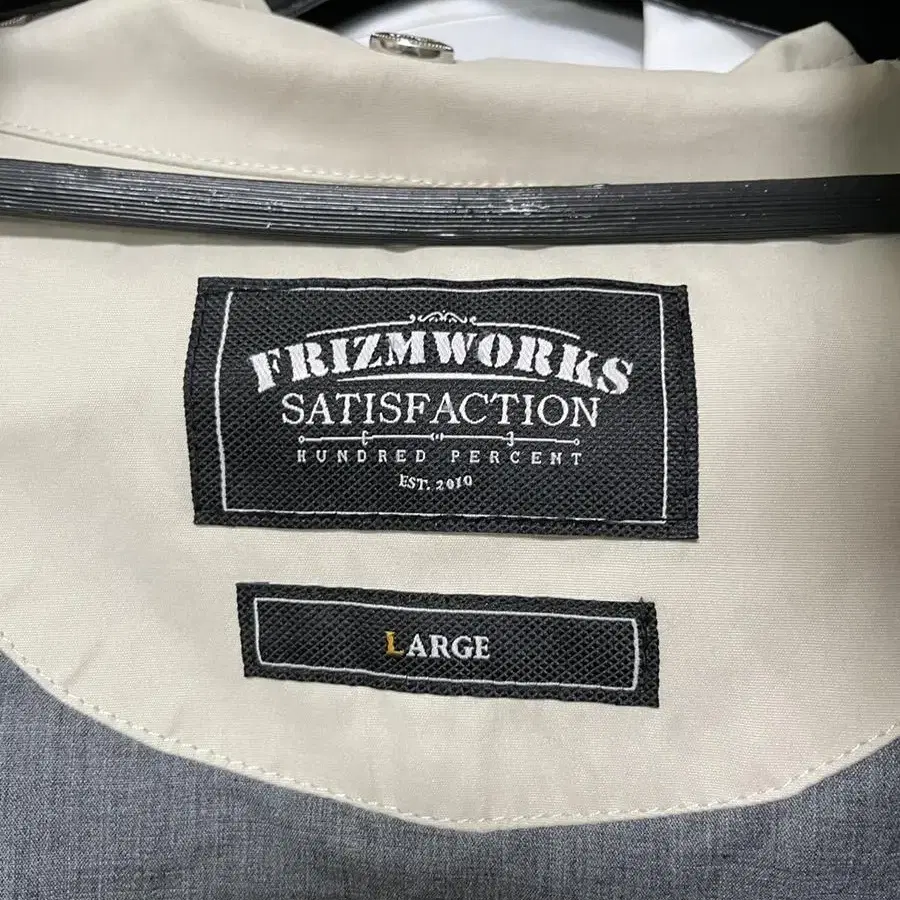 FRIZMWORKS
SATISFACTION
HUNDRED PERCENT
EST. 2010
LARGE